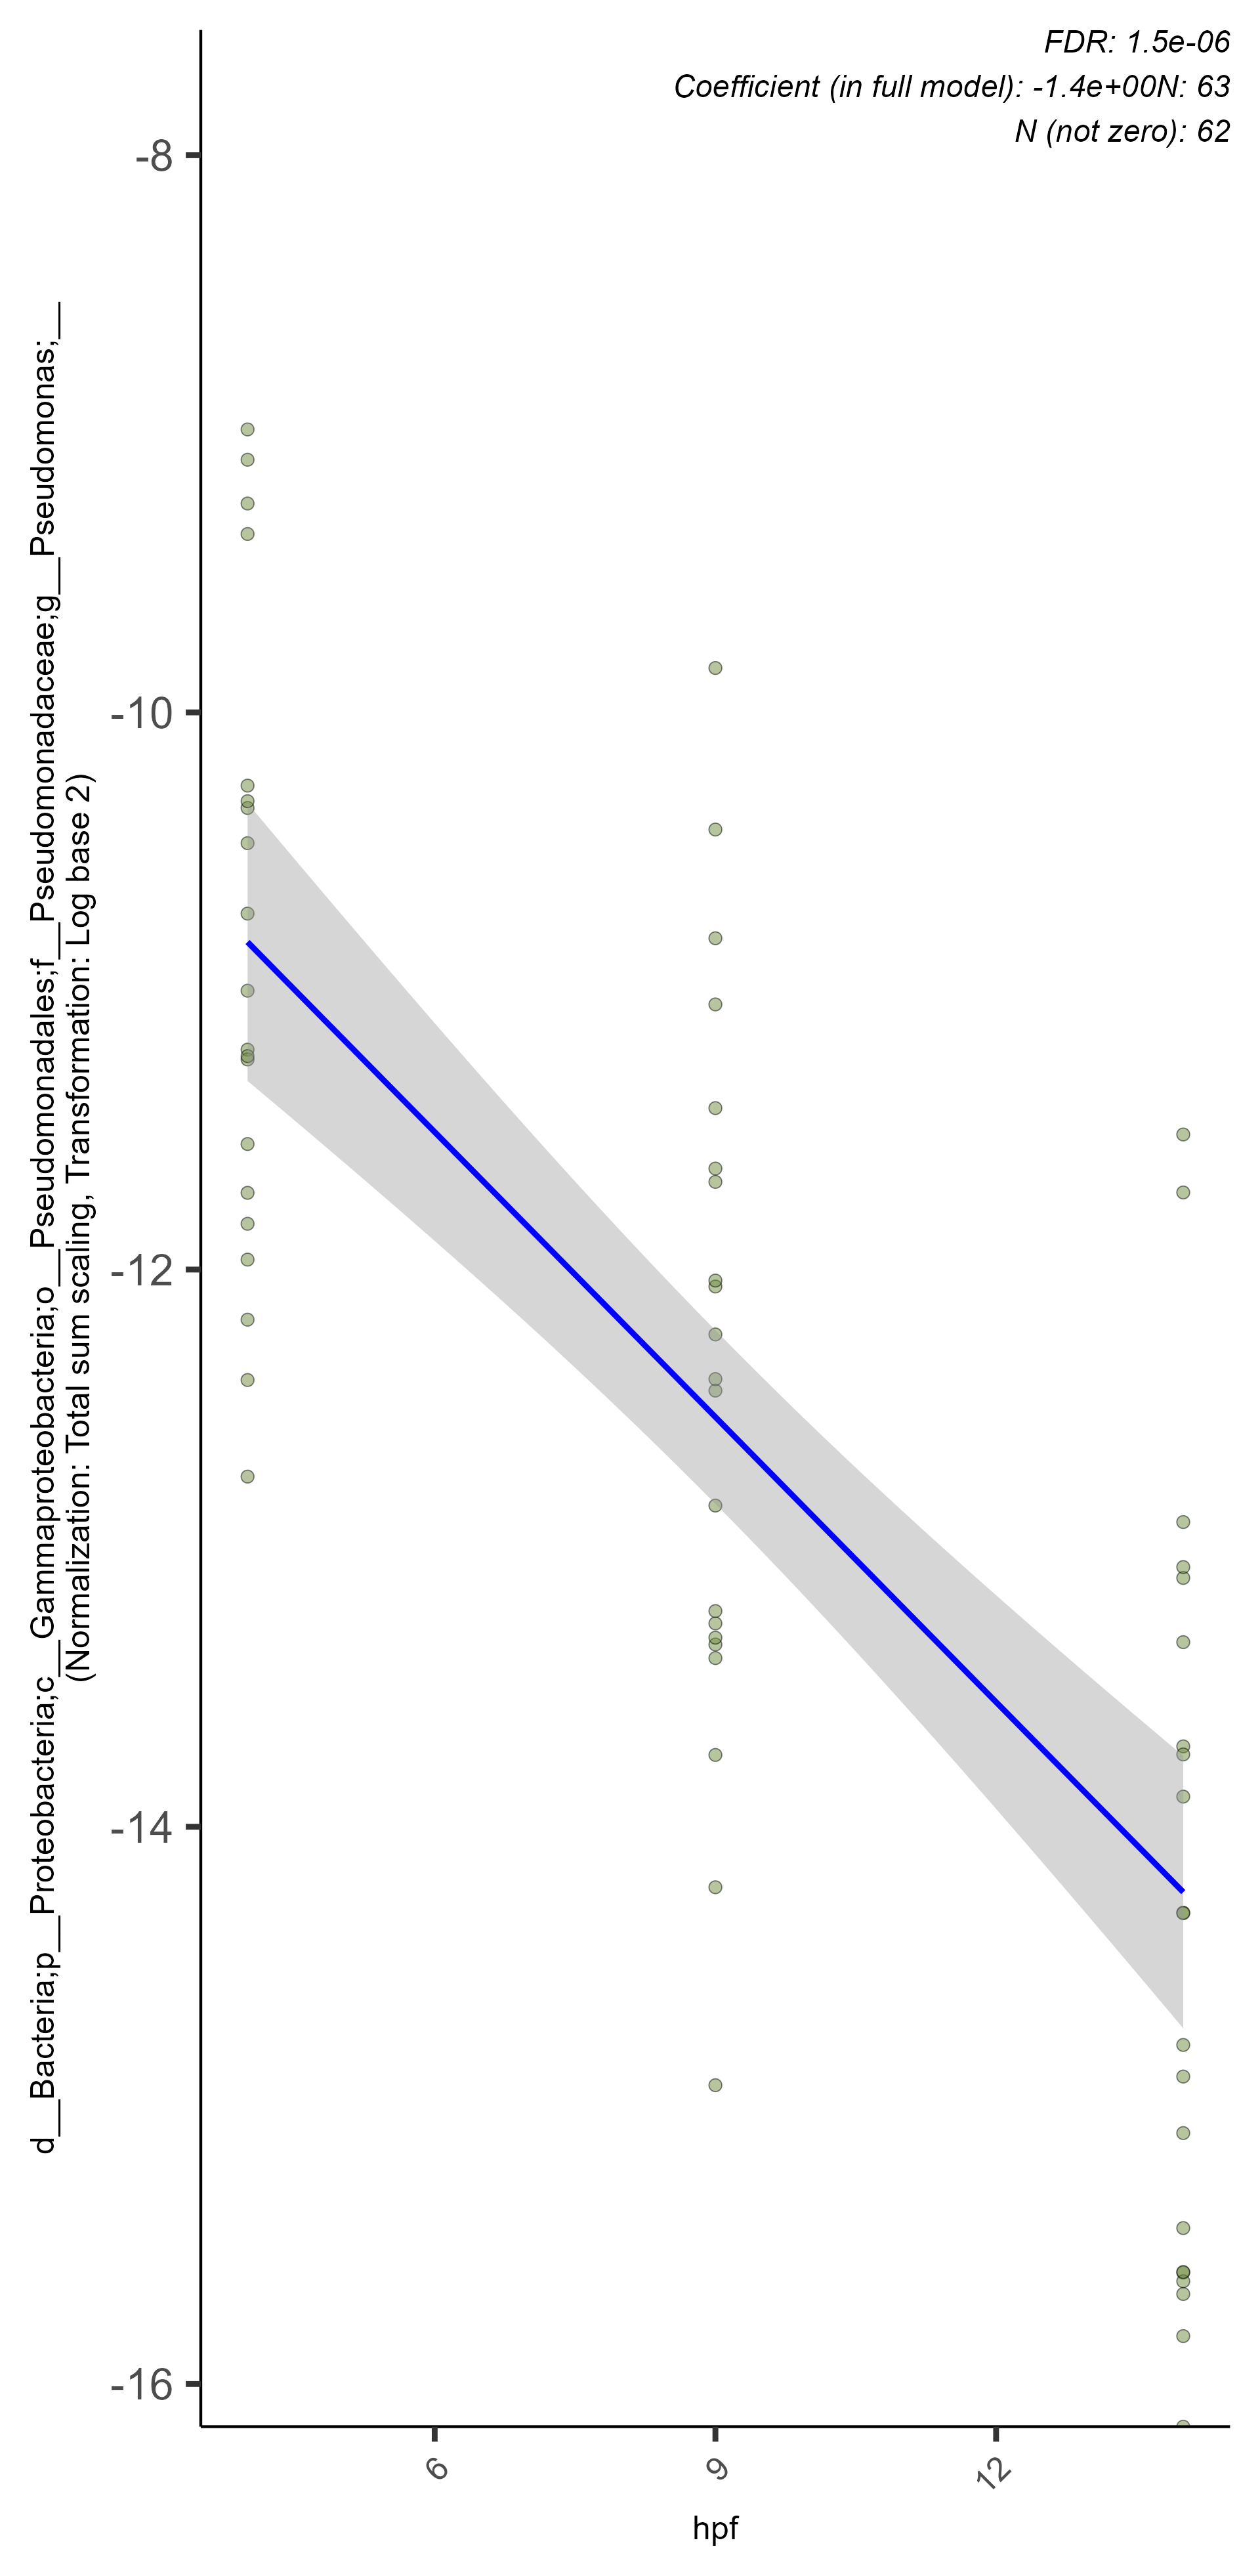 FDR: 1.5e-06
Coefficient (in full model): -1.4e+00N: 63
N (not zero): 62
d__Bacteria;p__Proteobacteria;c__Gammaproteobacteria;o__Pseudomonadales;f__Pseudomonadaceae;g__Pseudomonas;__
(Normalization: Total sum scaling, Transformation: Log base 2)
-8
-10
-12
-14
-16
6
9
12
hpf